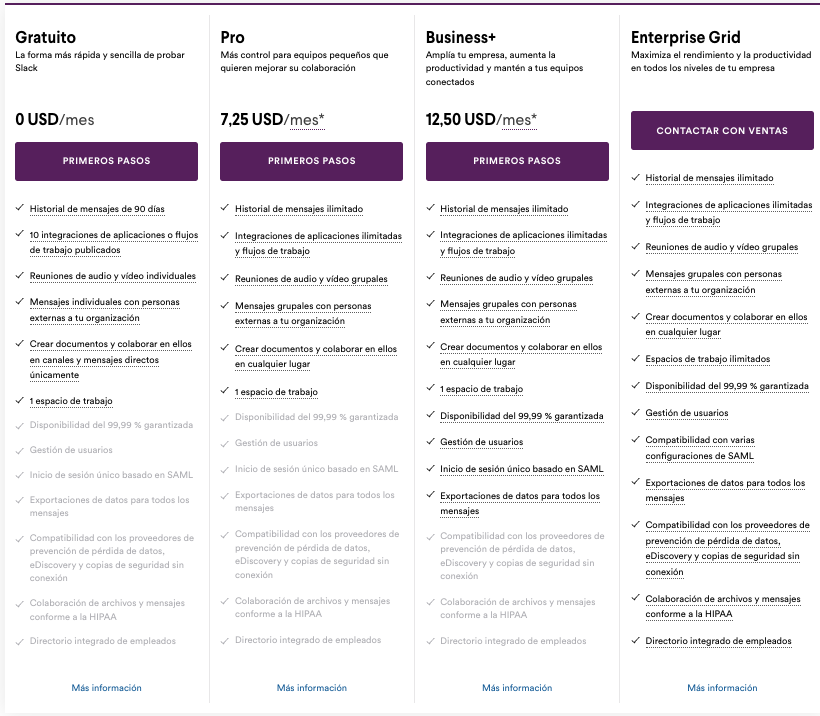 Gratuito
La forma más rápida y sencilla de probar
Slack
0 USD/mes
PRIMEROS PASOS
Historial de mensajes de 90 días
10 integraciones de aplicaciones o flujos
de trabajo publicados
Reuniones de audio y vídeo individuales
Mensajes individuales con personas
externas a tu organización
Crear documentos y colaborar en ellos
en canales y mensajes directos
únicamente
1 espacio de trabajo
Disponibilidad del 99,99 % garantizada
Gestión de usuarios
Inicio de sesión único basado en SAML
Exportaciones de datos para todos los
mensajes
Compatibilidad con los proveedores de
prevención de pérdida de datos,
eDiscovery y copias de seguridad sin
conexión
Colaboración de archivos y mensajes
conforme a la HIPAA
Directorio integrado de empleados
Más información
Pro
Más control para equipos pequeños que
quieren mejorar su colaboración
7,25 USD/mes*
PRIMEROS PASOS
Historial de mensajes ilimitado
Integraciones de aplicaciones ilimitadas
y flujos de trabajo
Reuniones de audio y vídeo grupales
Mensajes grupales con personas
externas a tu organización
Crear documentos y colaborar en ellos
en cualquier lugar
1 espacio de trabajo
Disponibilidad del 99,99 % garantizada
Gestión de usuarios
Inicio de sesión único basado en SAML
Exportaciones de datos para todos los
mensajes
Compatibilidad con los proveedores de
prevención de pérdida de datos,
eDiscovery y copias de seguridad sin
conexión
Colaboración de archivos y mensajes
conforme a la HIPAA
Directorio integrado de empleados
Más información
Business+
Amplía tu empresa, aumenta la
productividad y mantén a tus equipos
conectados
12,50 USD/mes*
PRIMEROS PASOS
Historial de mensajes ilimitado
Integraciones de aplicaciones ilimitadas
y flujos de trabajo
Reuniones de audio y vídeo grupales
Mensajes grupales con personas
externas a tu organización
Crear documentos y colaborar en ellos
en cualquier lugar
1 espacio de trabajo
Disponibilidad del 99,99 % garantizada
Gestión de usuarios
Inicio de sesión único basado en SAML
Exportaciones de datos para todos los
mensajes
Compatibilidad con los proveedores de
prevención de pérdida de datos,
eDiscovery y copias de seguridad sin
conexión
Colaboración de archivos y mensajes
conforme a la HIPAA
Directorio integrado de empleados
Más información
Enterprise Grid
Maximiza el rendimiento y la productividad
en todos los niveles de tu empresa
CONTACTAR CON VENTAS
Historial de mensajes ilimitado
Integraciones de aplicaciones ilimitadas
y flujos de trabajo
Reuniones de audio y vídeo grupales
Mensajes grupales con personas
externas a tu organización
Crear documentos y colaborar en ellos
en cualquier lugar
Espacios de trabajo ilimitados
Disponibilidad del 99,99 % garantizada
Gestión de usuarios
Compatibilidad con varias
configuraciones de SAML
Exportaciones de datos para todos los
mensajes
Compatibilidad con los proveedores de
prevención de pérdida de datos,
eDiscovery y copias de seguridad sin
conexión
Colaboración de archivos y mensajes
conforme a la HIPAA
Directorio integrado de empleados
Más información